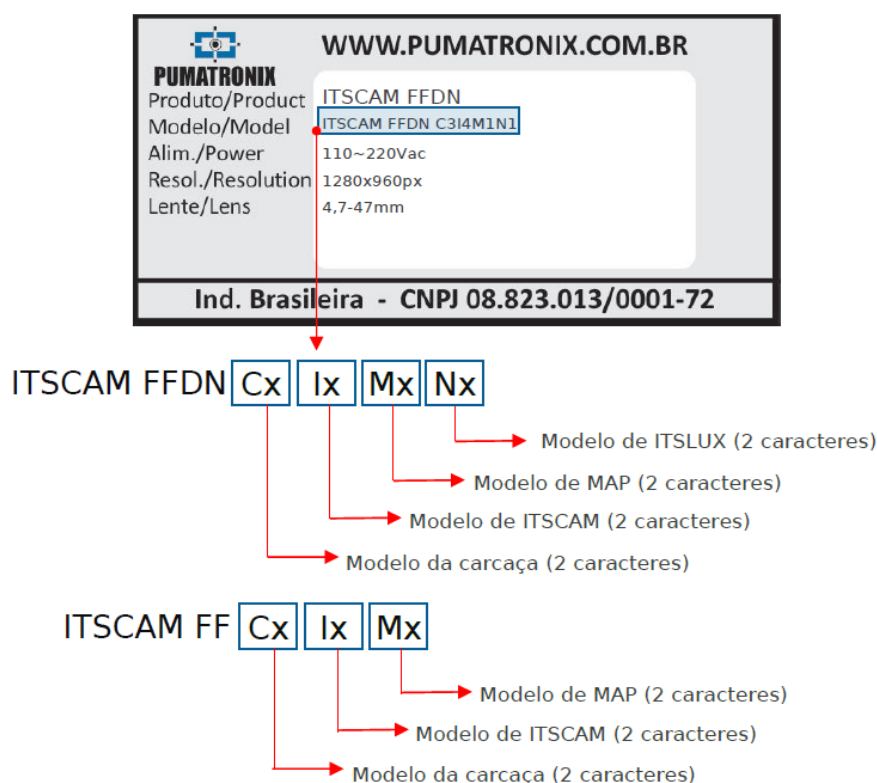 WWW.PUMATRONIX.COM.BR
PUMATRONIX
Produto/Product ITSCAM FFDN
Modelo/Model ITSCAM FFDN C3I4M1N1
Alim./Power 110~220Vac
Resol./Resolution 1280x960px
Lente/Lens 4,7-47mm
Ind. Brasileira - CNPJ 08.823.013/0001-72
ITSCAM FFDN Cx Ix Mx Nx
Modelo de ITSLUX (2 caracteres)
Modelo de MAP (2 caracteres)
Modelo de ITSCAM (2 caracteres)
Modelo da carcaça (2 caracteres)
ITSCAM FF Cx Ix Mx
Modelo de MAP (2 caracteres)
Modelo de ITSCAM (2 caracteres)
Modelo da carcaça (2 caracteres)